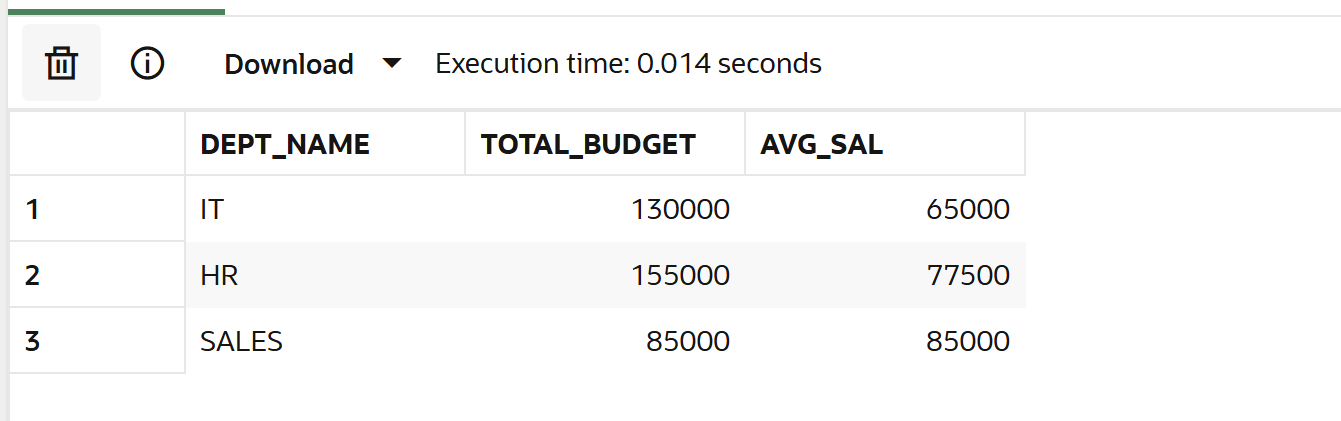 Download Execution time: 0.014 seconds
DEPT_NAME TOTAL_BUDGET AVG_SAL
1 IT 130000 65000
2 HR 155000 77500
3 SALES 85000 85000